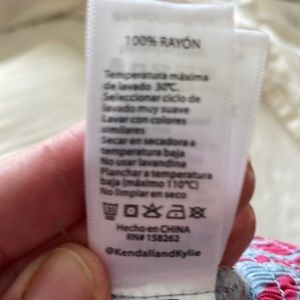 100% RAYÓN
Temperatura máxima
de lavado 30ºC.
Seleccionar ciclo de
lavado muy suave
Lavar con colores
similares
Secar en secadora a
temperatura baja
No usar lavandina
Planchar a temperatura
baja (máximo 110°C)
No limpiar en seco
Hecho en CHINA
RN# 158262
@KendallandKylie